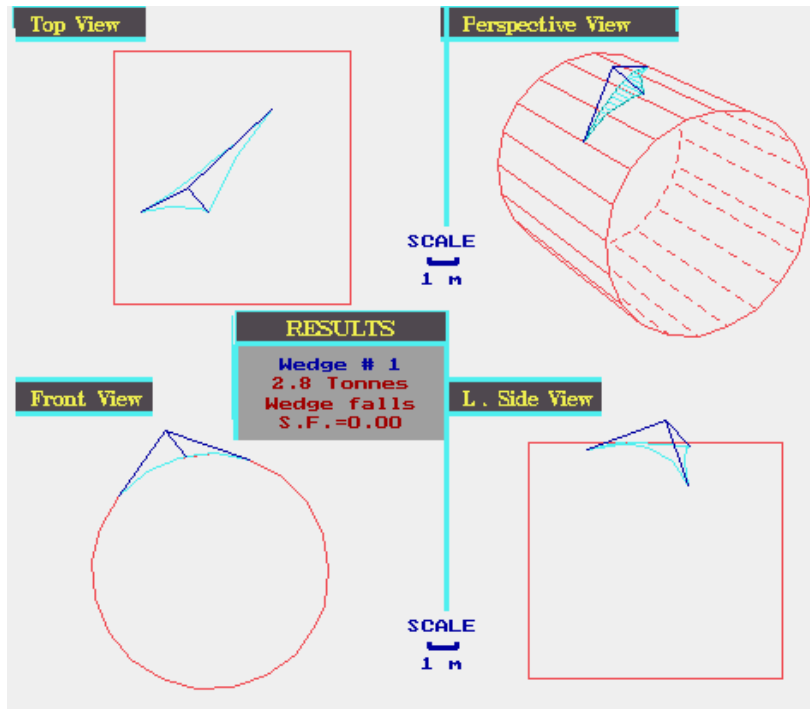 Top View
Perspective View
SCALE
1 m
RESULTS
Wedge # 1
2.8 Tonnes
Wedge falls
S.F.=0.00
Front View
L. Side View
SCALE
1 m